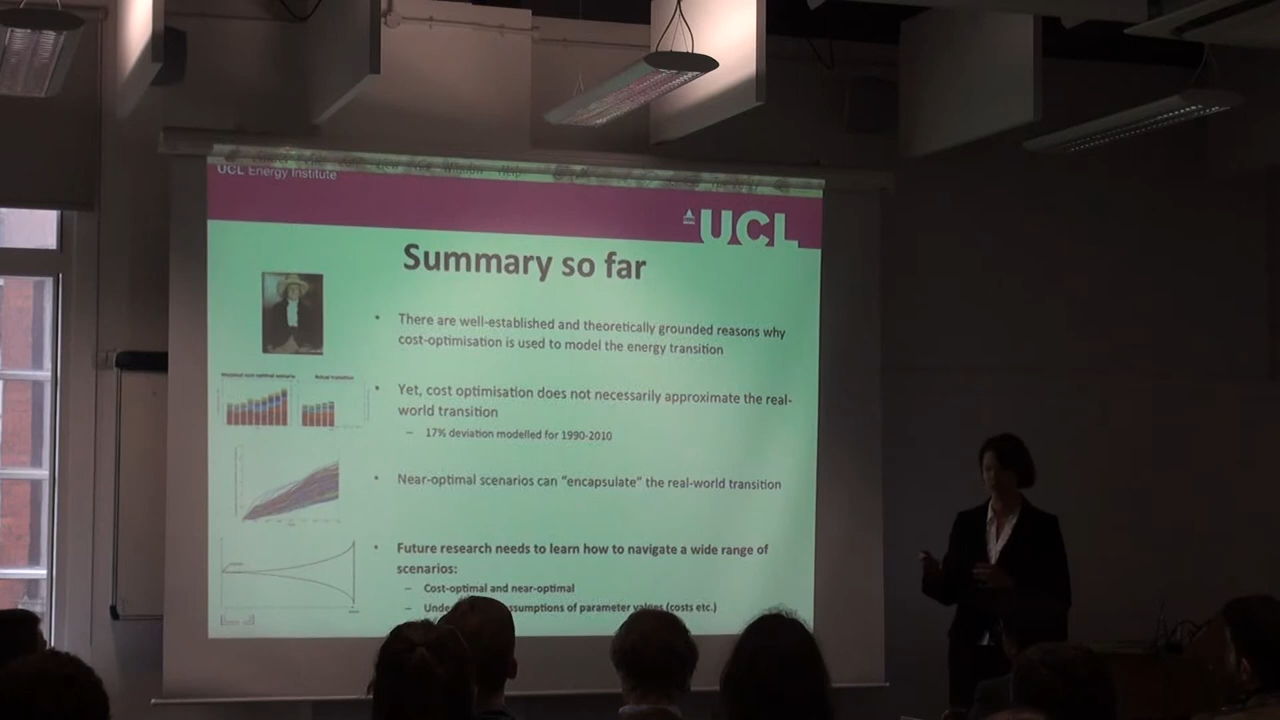 UCL Energy Institute
UCL
Summary so far
• There are well-established and theoretically grounded reasons why
cost-optimisation is used to model the energy transition
• Yet, cost optimisation does not necessarily approximate the real-
world transition
– 17% deviation modelled for 1990-2010
• Near-optimal scenarios can “encapsulate” the real-world transition
• Future research needs to learn how to navigate a wide range of
scenarios:
– Cost-optimal and near-optimal
– assumptions of parameter values (costs etc.)